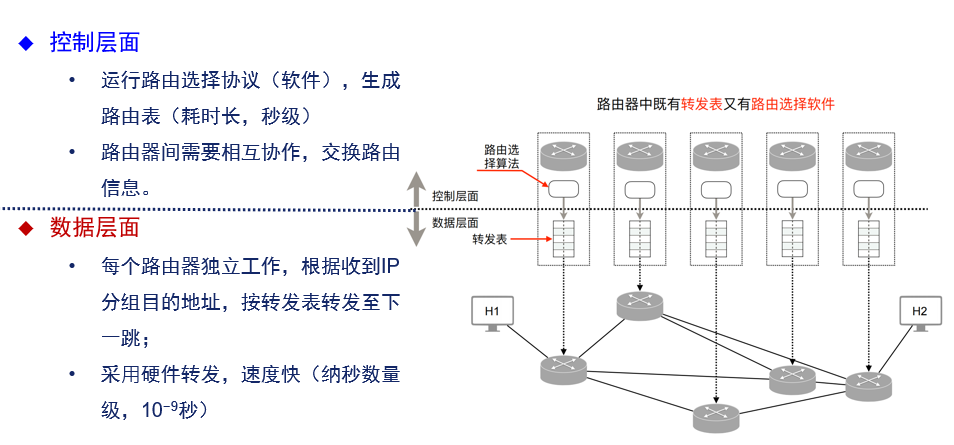 控制层面
• 运行路由选择协议（软件），生成
路由表（耗时长，秒级）
• 路由器间需要相互协作，交换路由
信息。
数据层面
• 每个路由器独立工作，根据收到IP
分组目的地址，按转发表转发至下
一跳；
• 采用硬件转发，速度快（纳秒数量
级，10⁻⁹秒）
路由器中既有转发表又有路由选择软件
路由选
择算法
控制层面
数据层面
转发表
H1
H2